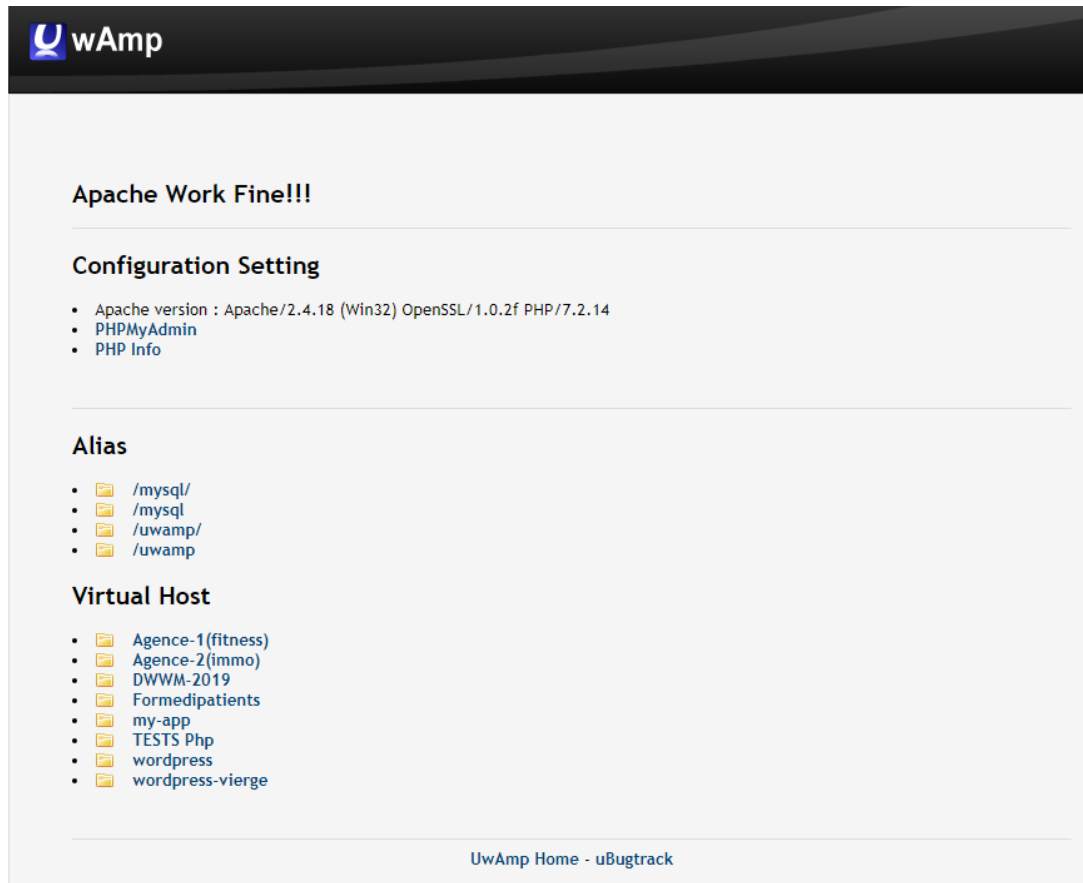 UwAmp
Apache Work Fine!!!
Configuration Setting
Apache version : Apache/2.4.18 (Win32) OpenSSL/1.0.2f PHP/7.2.14
PHPMyAdmin
PHP Info
Alias
/mysql/
/mysql
/uwamp/
/uwamp
Virtual Host
Agence-1(fitness)
Agence-2(immo)
DWWM-2019
Formedipatients
my-app
TESTS Php
wordpress
wordpress-vierge
UwAmp Home - uBugtrack